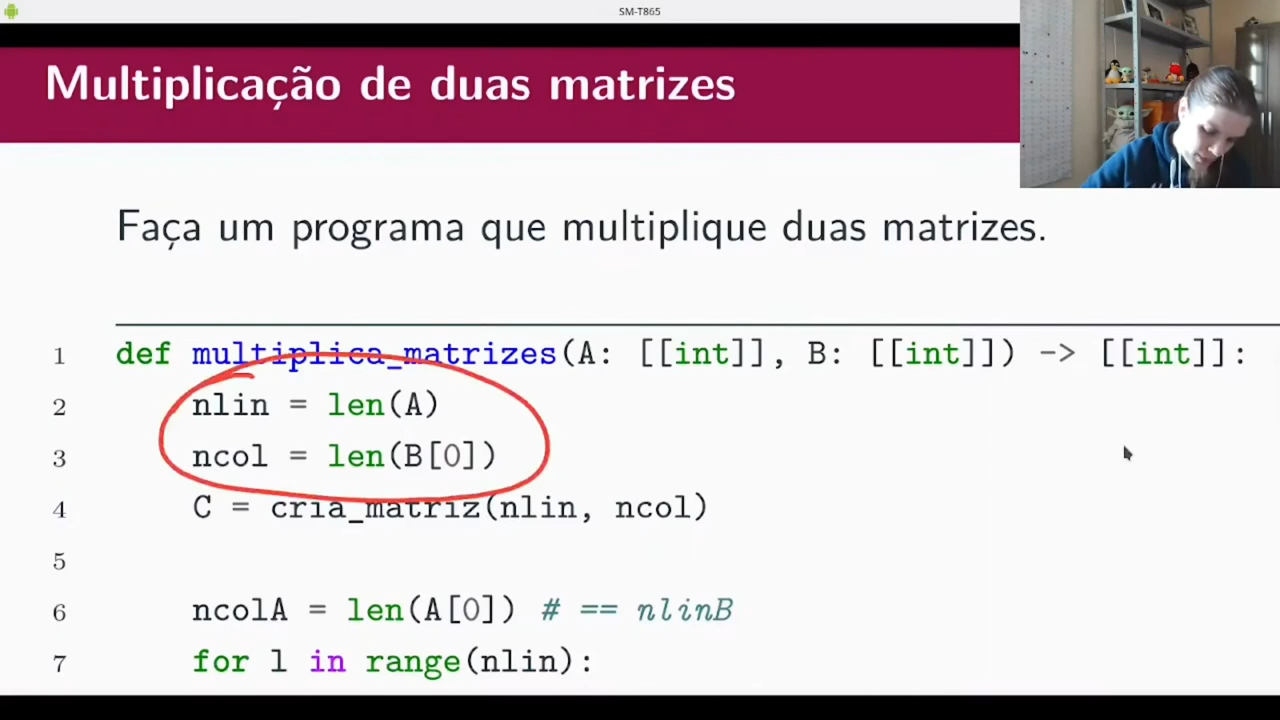 SM-T865
Multiplicação de duas matrizes
Faça um programa que multiplique duas matrizes.
1 def multiplica_matrizes(A: [[int]], B: [[int]]) -> [[int]]:
2 nlin = len(A)
3 ncol = len(B[0])
4 C = cria_matriz(nlin, ncol)
5
6 ncolA = len(A[0]) # == nlinB
7 for l in range(nlin):